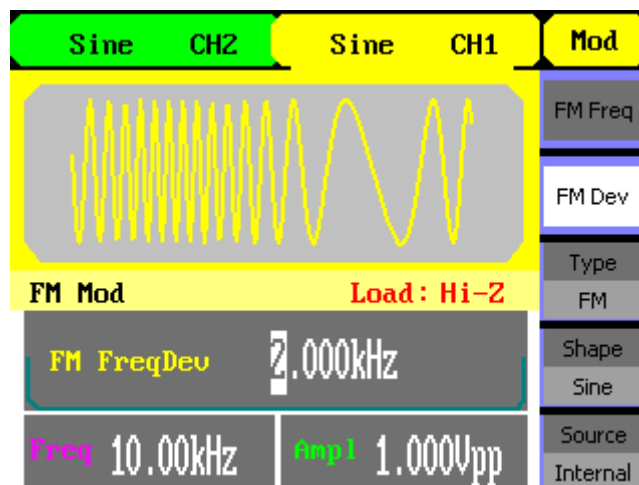 Sine CH2 Sine CH1 Mod
FM Freq
FM Dev
Type
FM
FM Mod Load: Hi-Z
FM FreqDev 2.000kHz
Shape
Sine
Freq 10.00kHz Ampl 1.000Vpp
Source
Internal